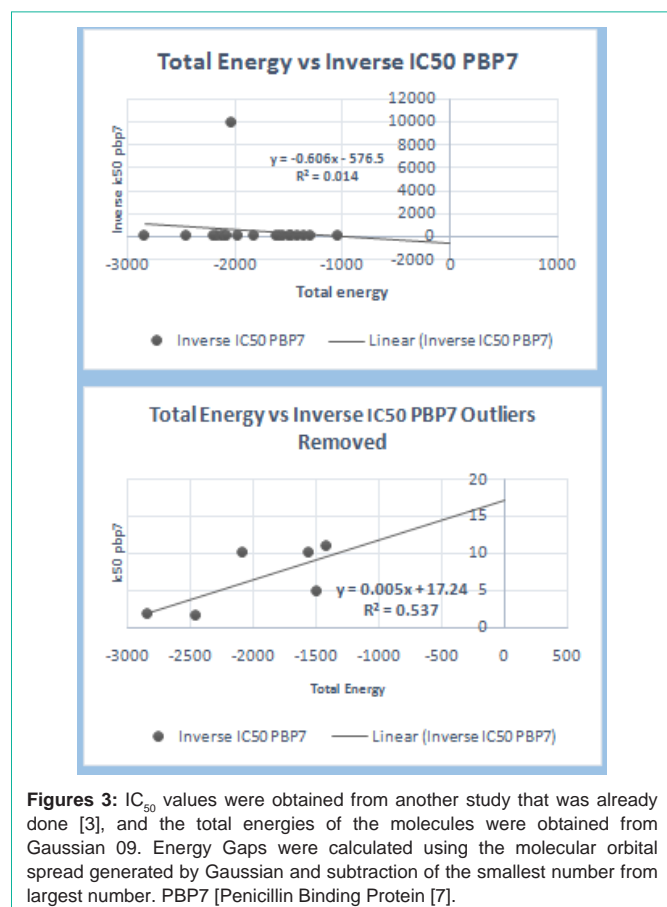 Total Energy vs Inverse IC50 PBP7
12000
10000
8000
6000
4000
2000
0
-2000
Inverse Ic50 pbp7
y = -0.606x - 576.5
R² = 0.014
-3000 -2000 -1000 0 1000
Total energy
Inverse IC50 PBP7 Linear (Inverse IC50 PBP7)
Total Energy vs Inverse IC50 PBP7 Outliers
Removed
20
15
10
5
0
Ic50 pbp7
y = 0.005x + 17.24
R² = 0.537
-3000 -2500 -2000 -1500 -1000 -500 0 500
Total Energy
Inverse IC50 PBP7 Linear (Inverse IC50 PBP7)
Figures 3: IC₅₀ values were obtained from another study that was already
done [3], and the total energies of the molecules were obtained from
Gaussian 09. Energy Gaps were calculated using the molecular orbital
spread generated by Gaussian and subtraction of the smallest number from
largest number. PBP7 [Penicillin Binding Protein [7].